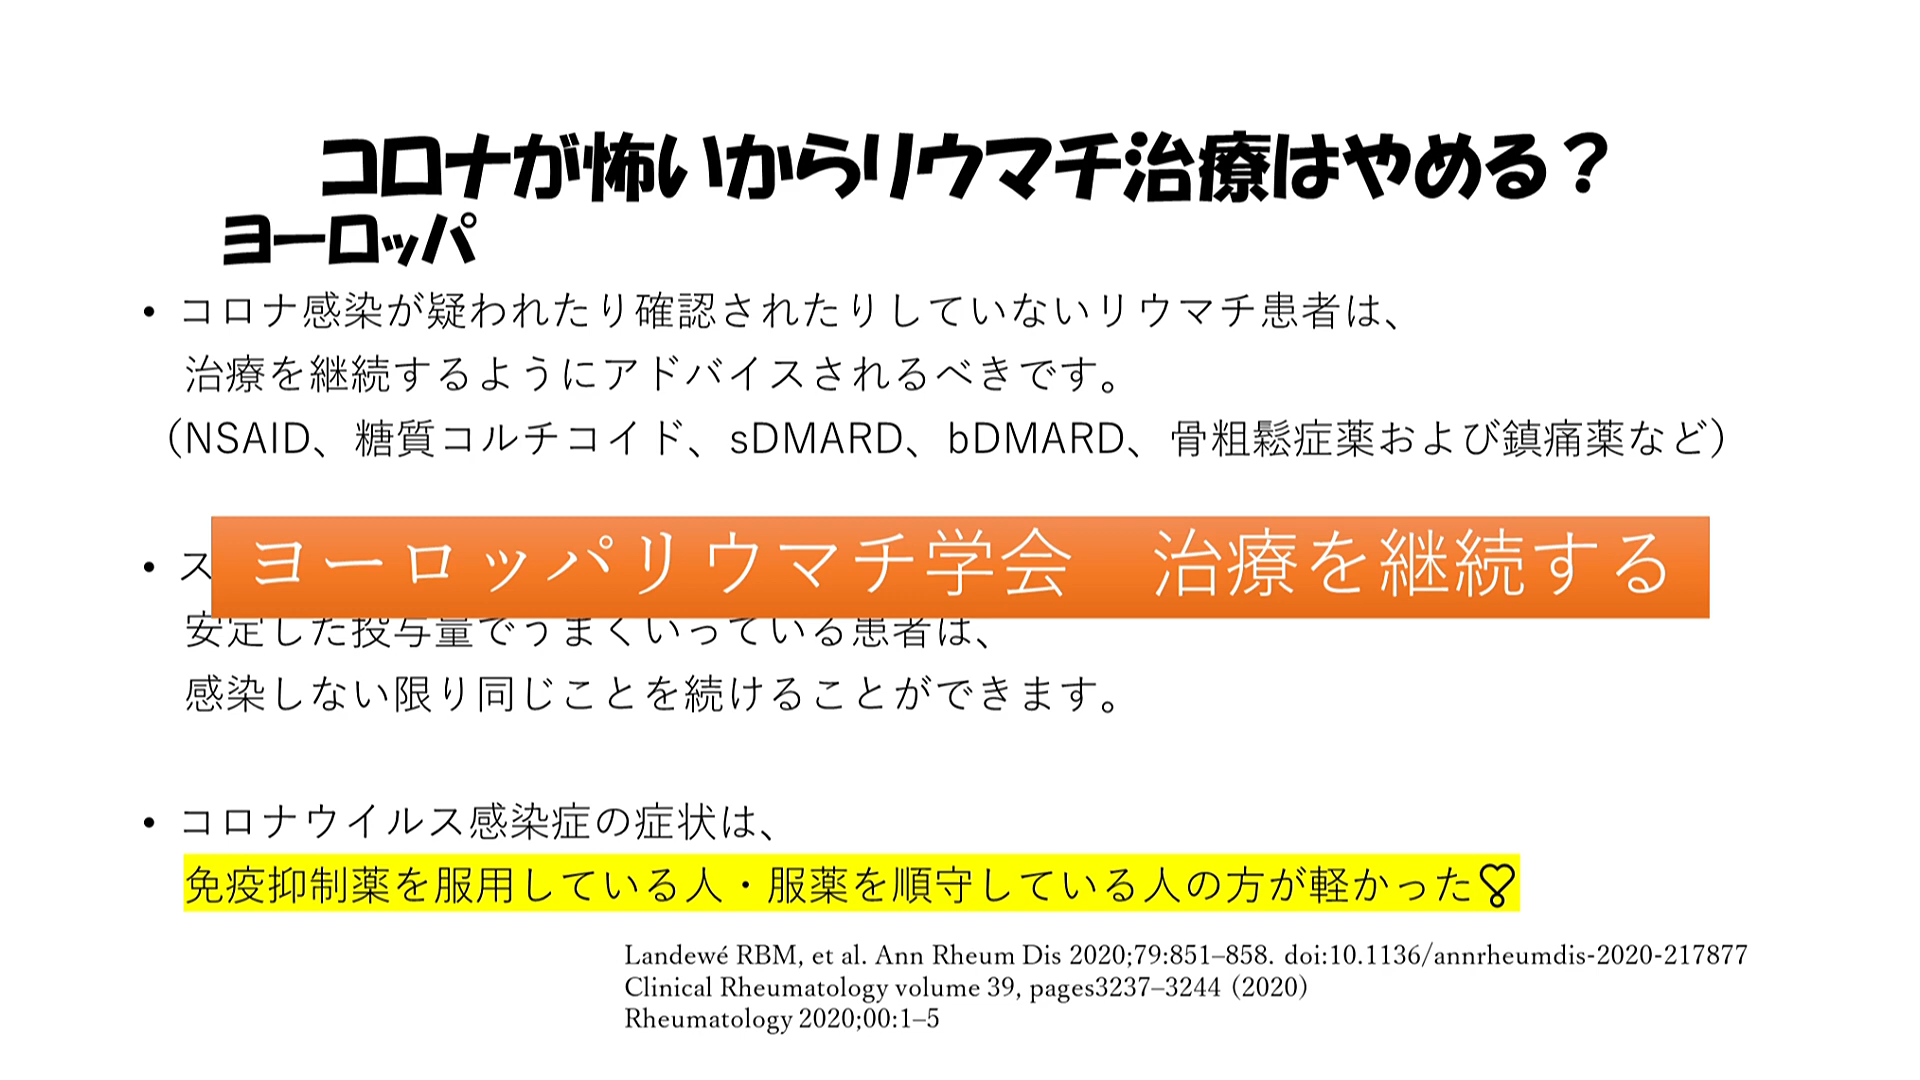 コロナが怖いからリウマチ治療はやめる？
ヨーロッパ
• コロナ感染が疑われたり確認されたりしていないリウマチ患者は、
治療を継続するようにアドバイスされるべきです。
（NSAID、糖質コルチコイド、sDMARD、bDMARD、骨粗鬆症薬および鎮痛薬など）
ヨーロッパリウマチ学会　治療を継続する
• ス
安定した投与量でうまくいっている患者は、
感染しない限り同じことを続けることができます。
• コロナウイルス感染症の症状は、
免疫抑制薬を服用している人・服薬を順守している人の方が軽かった❣
Landewé RBM, et al. Ann Rheum Dis 2020;79:851–858. doi:10.1136/annrheumdis-2020-217877
Clinical Rheumatology volume 39, pages3237–3244 (2020)
Rheumatology 2020;00:1–5